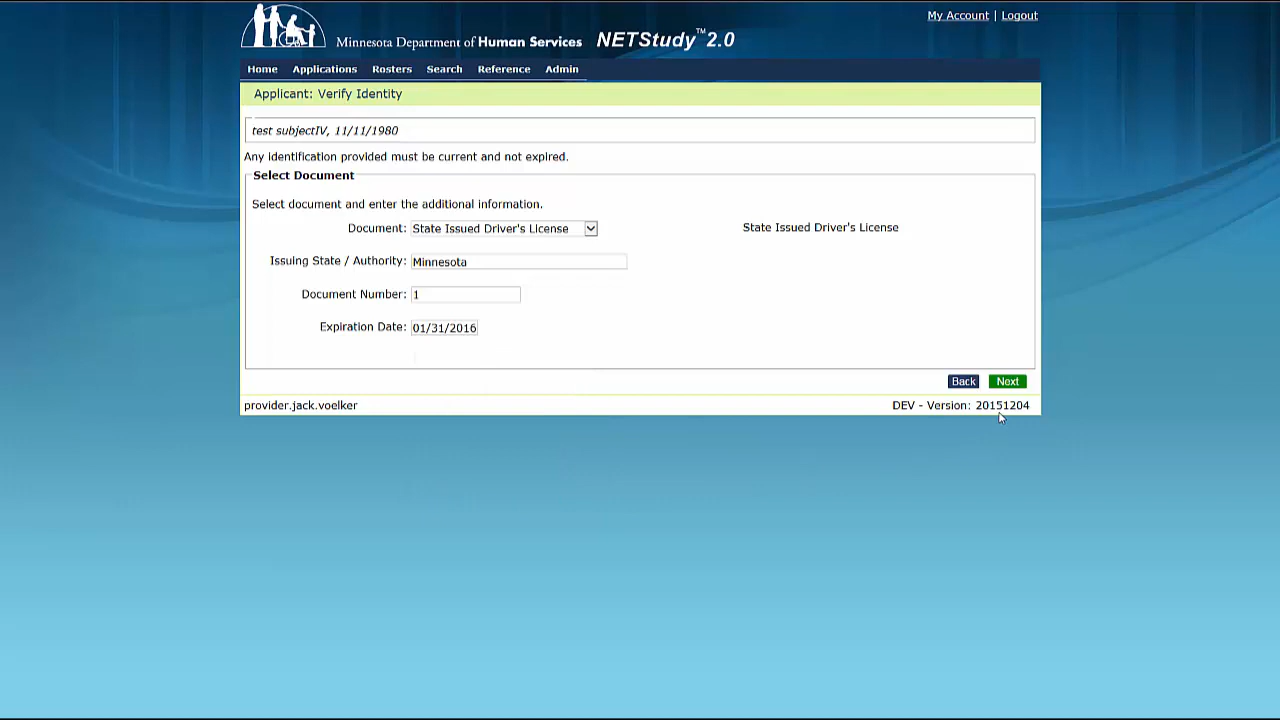 My Account | Logout
Minnesota Department of Human Services NETStudy™ 2.0
Home Applications Rosters Search Reference Admin
Applicant: Verify Identity
test subjectIV, 11/11/1980
Any identification provided must be current and not expired.
Select Document
Select document and enter the additional information.
Document: State Issued Driver's License State Issued Driver's License
Issuing State / Authority: Minnesota
Document Number: 1
Expiration Date: 01/31/2016
Back Next
provider.jack.voelker DEV - Version: 20151204